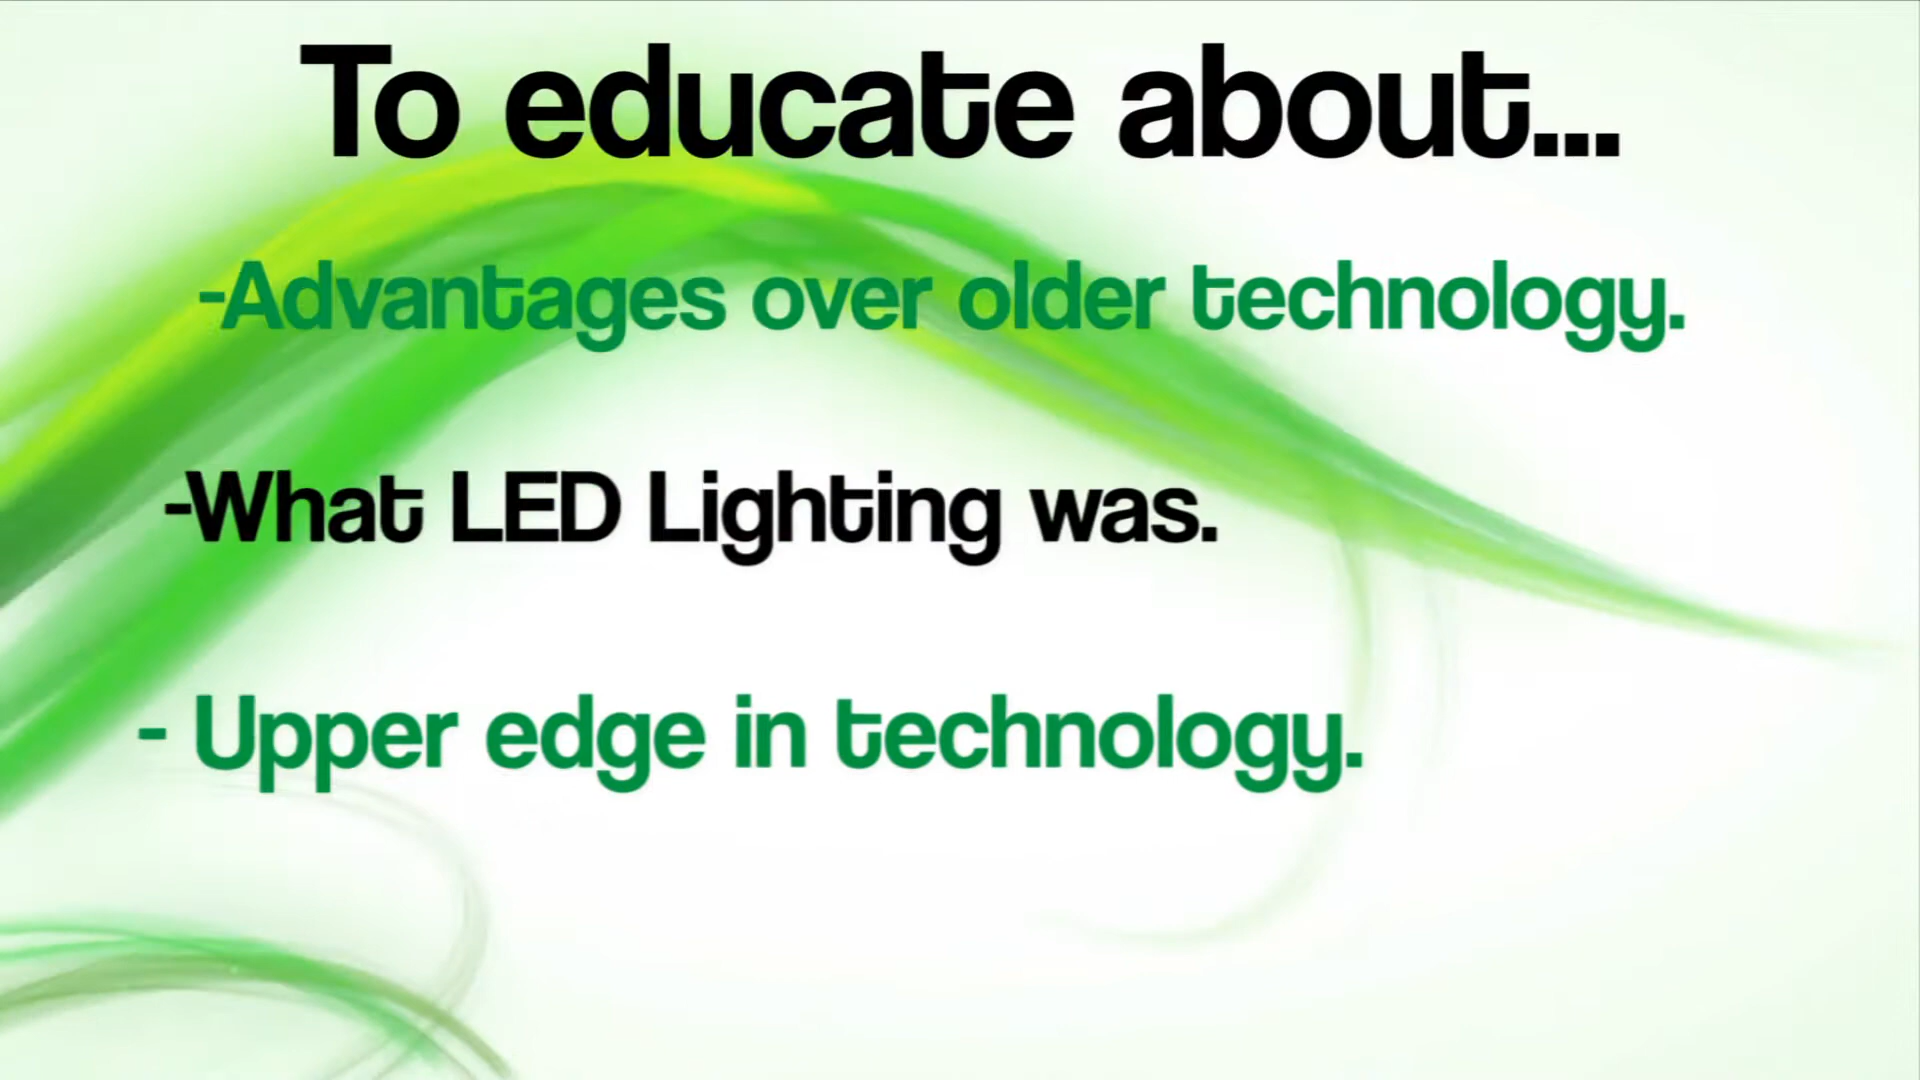 To educate about...
-Advantages over older technology.
-What LED Lighting was.
- Upper edge in technology.